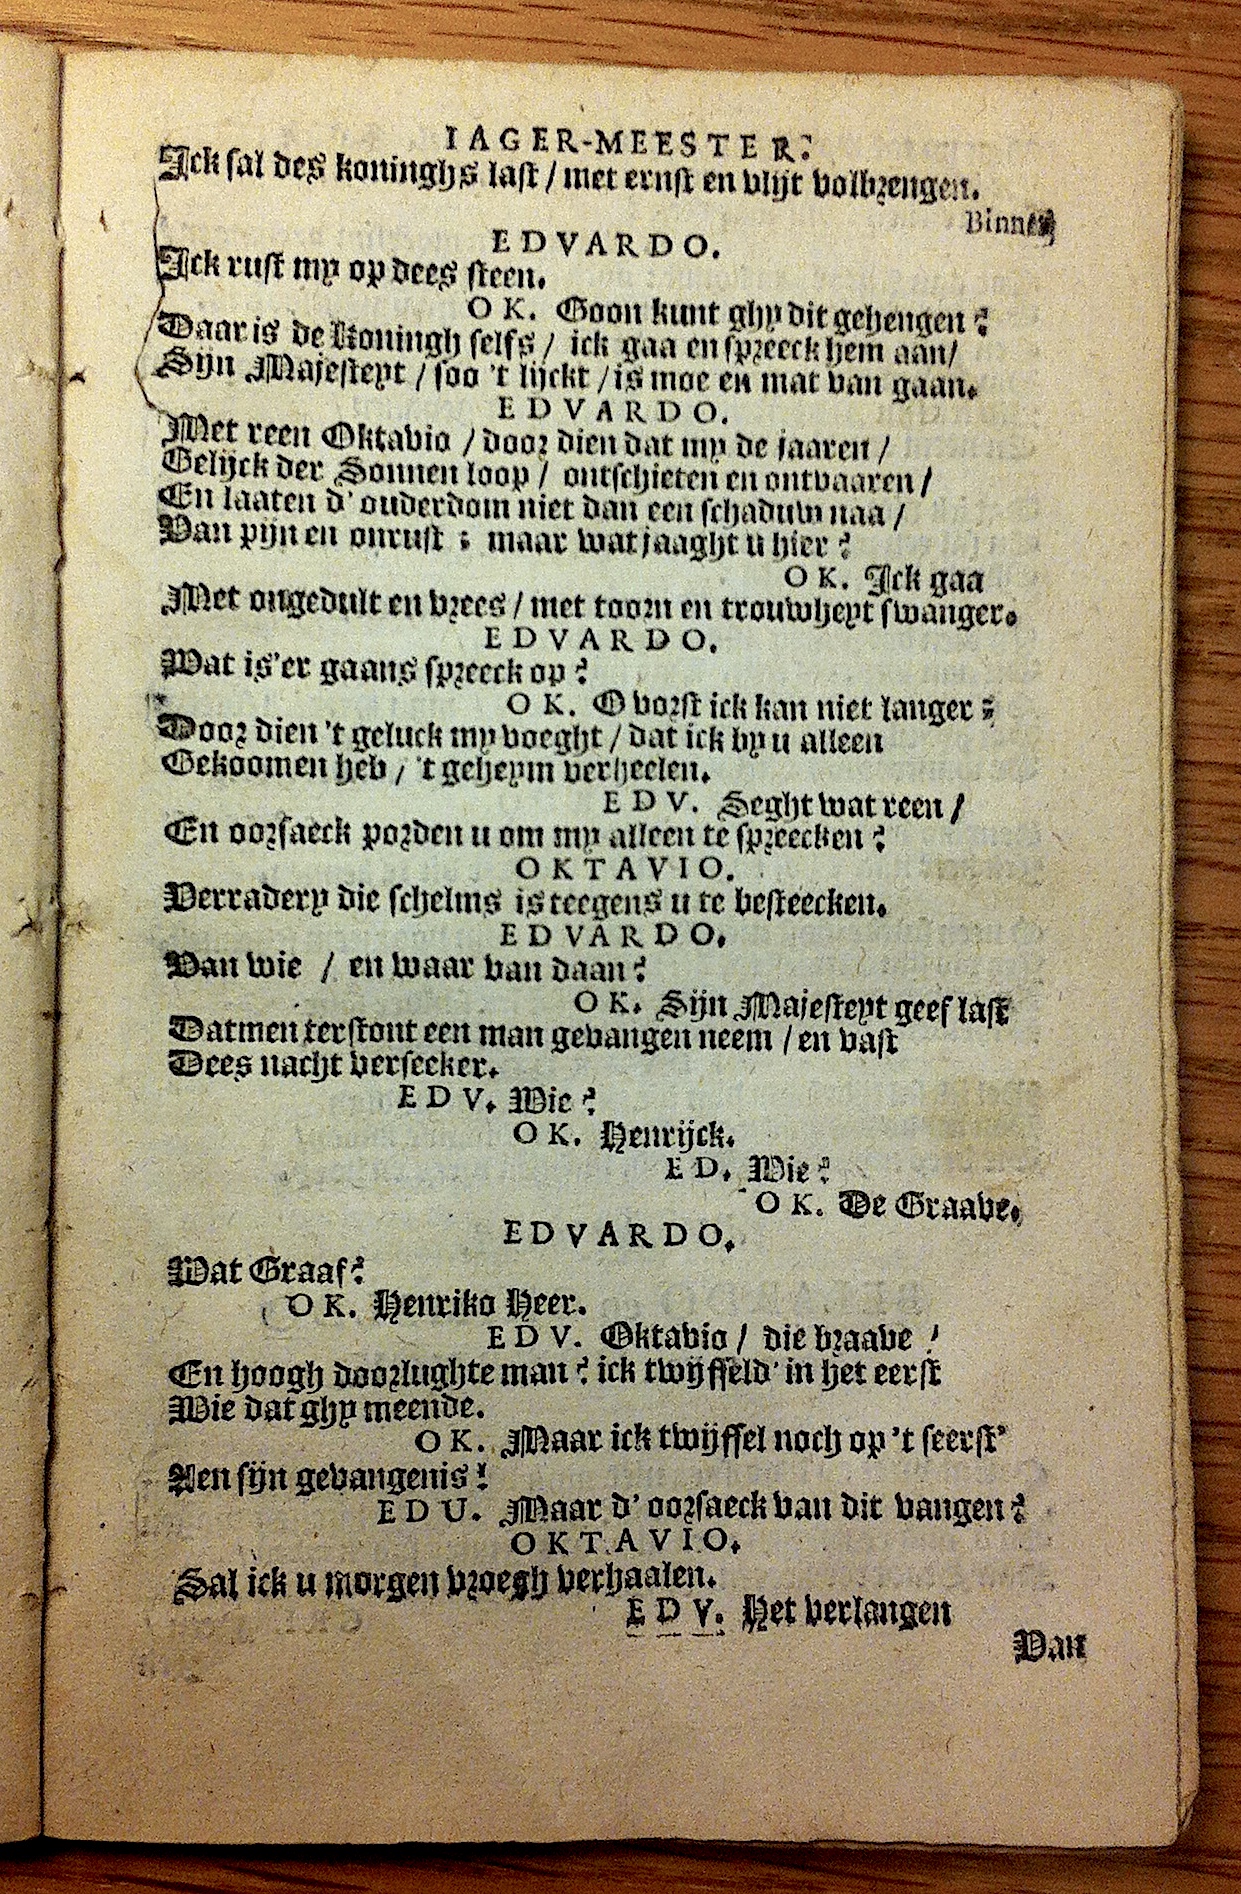 IAGER-MEESTER.
Ick sal des koninghs last / met ernst en vlijt volbrengen.
Binnen
EDVARDO.
Ick rust my op dees steen.
OK. Goon kunt ghy dit gehengen?
Daar is de Koningh selfs / ick gaa en spreeck hem aan /
Sijn Majesteyt / soo 't lijckt / is moe en mat van gaan.
EDVARDO.
Met reen Oktavio / door dien dat my de jaaren /
Gelijck der Sonnen loop / ontschieten en ontvaaren /
En laaten d' ouderdom niet dan een schaduw naa /
Van pijn en onrust; maar wat jaaght u hier?
OK. Ick gaa
Met ongedult en vrees / met toorn en trouwheyt swanger.
EDVARDO.
Wat is'er gaans spreeck op?
OK. O vorst ick kan niet langer;
Door dien 't geluck my voeght / dat ick by u alleen
Gekoomen heb / 't geheym verheelen.
EDV. Seght wat reen /
En oorsaeck porden u om my alleen te spreecken?
OKTAVIO.
Verradery die schelms is teegens u te besteecken.
EDVARDO.
Van wie / en waar van daan?
OK. Sijn Majesteyt geef last
Datmen terstont een man gevangen neem / en vast
Dees nacht verseeker.
EDV. Wie?
OK. Henrijck.
ED. Wie?
OK. De Graave.
EDVARDO.
Wat Graaf?
OK. Henriko Heer.
EDV. Oktavio / die braave /
En hoogh doorlughte man? ick twijffeld' in het eerst
Wie dat ghy meende.
OK. Maar ick twijffel noch op 't seerst'
Aen sijn gevangenis!
EDU. Maar d' oorsaeck van dit vangen?
OKTAVIO.
Sal ick u morgen vroegh verhaalen.
EDV. Het verlangen
Van